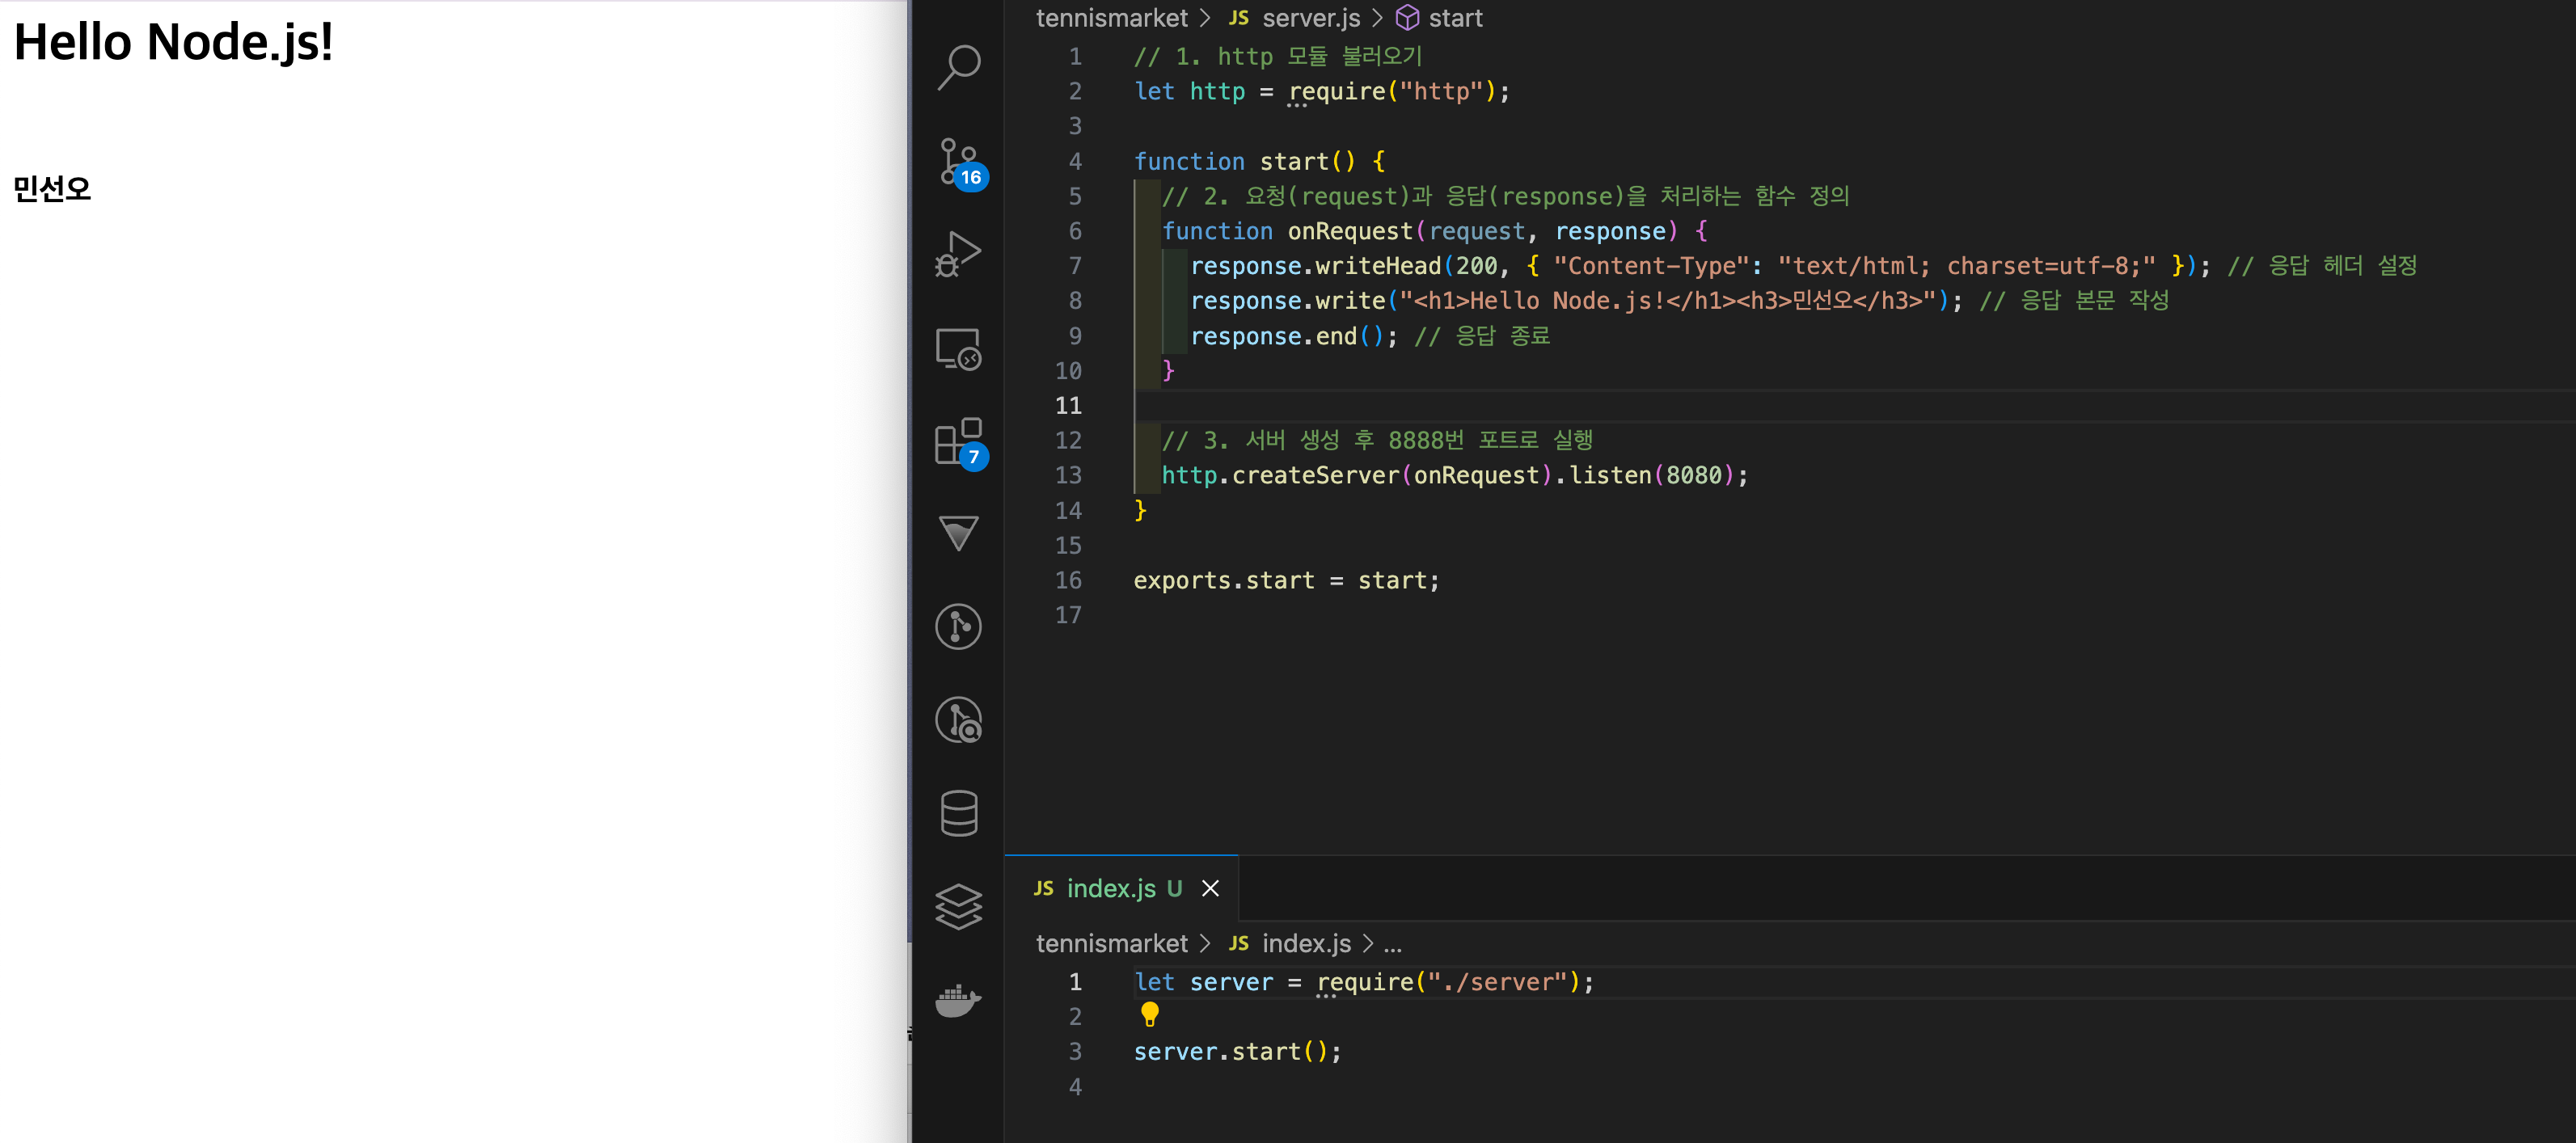 Hello Node.js!
민선오
16
7
tennismarket > JS server.js > start
1 // 1. http 모듈 불러오기
2 let http = require("http");
3
4 function start() {
5 // 2. 요청(request)과 응답(response)을 처리하는 함수 정의
6 function onRequest(request, response) {
7 response.writeHead(200, { "Content-Type": "text/html; charset=utf-8;" }); // 응답 헤더 설정
8 response.write("<h1>Hello Node.js!</h1><h3>민선오</h3>"); // 응답 본문 작성
9 response.end(); // 응답 종료
10 }
11
12 // 3. 서버 생성 후 8888번 포트로 실행
13 http.createServer(onRequest).listen(8080);
14 }
15
16 exports.start = start;
17
JS index.js U
tennismarket > JS index.js > ...
1 let server = require("./server");
2
3 server.start();
4